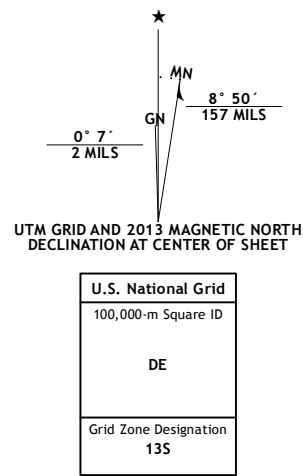 ★
MN
8° 50´
157 MILS
GN
0° 7´
2 MILS
UTM GRID AND 2013 MAGNETIC NORTH
DECLINATION AT CENTER OF SHEET
U.S. National Grid
100,000-m Square ID
DE
Grid Zone Designation
13S